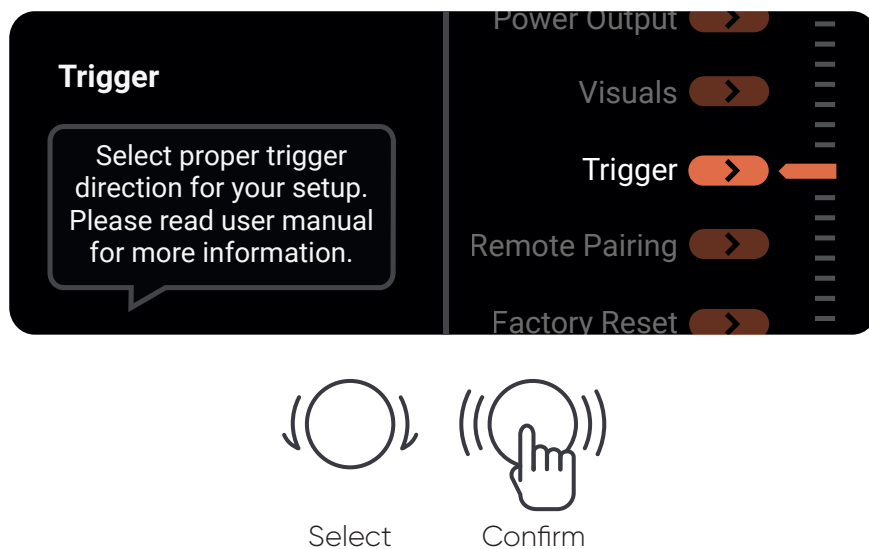 Trigger
Select proper trigger
direction for your setup.
Please read user manual
for more information.
Power Output
Visuals
Trigger
Remote Pairing
Factory Reset
Select
Confirm